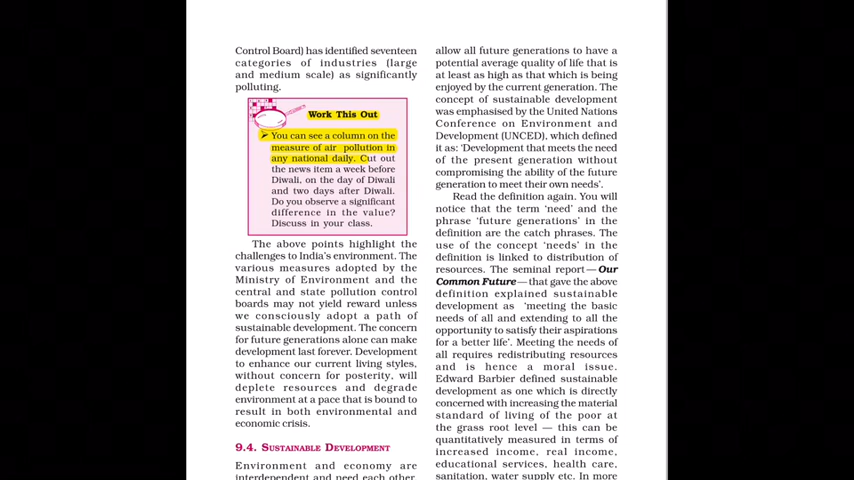 Control Board) has identified seventeen
categories of industries (large
and medium scale) as significantly
polluting.
Work This Out
➢ You can see a column on the
measure of air pollution in
any national daily. Cut out
the news item a week before
Diwali, on the day of Diwali
and two days after Diwali.
Do you observe a significant
difference in the value?
Discuss in your class.
The above points highlight the
challenges to India's environment. The
various measures adopted by the
Ministry of Environment and the
central and state pollution control
boards may not yield reward unless
we consciously adopt a path of
sustainable development. The concern
for future generations alone can make
development last forever. Development
to enhance our current living styles,
without concern for posterity, will
deplete resources and degrade
environment at a pace that is bound to
result in both environmental and
economic crisis.
9.4. Sustainable Development
Environment and economy are
interdependent and need each other.
allow all future generations to have a
potential average quality of life that is
at least as high as that which is being
enjoyed by the current generation. The
concept of sustainable development
was emphasised by the United Nations
Conference on Environment and
Development (UNCED), which defined
it as: 'Development that meets the need
of the present generation without
compromising the ability of the future
generation to meet their own needs'.
Read the definition again. You will
notice that the term 'need' and the
phrase 'future generations' in the
definition are the catch phrases. The
use of the concept 'needs' in the
definition is linked to distribution of
resources. The seminal report — Our
Common Future — that gave the above
definition explained sustainable
development as 'meeting the basic
needs of all and extending to all the
opportunity to satisfy their aspirations
for a better life'. Meeting the needs of
all requires redistributing resources
and is hence a moral issue.
Edward Barbier defined sustainable
development as one which is directly
concerned with increasing the material
standard of living of the poor at
the grass root level — this can be
quantitatively measured in terms of
increased income, real income,
educational services, health care,
sanitation, water supply etc. In more